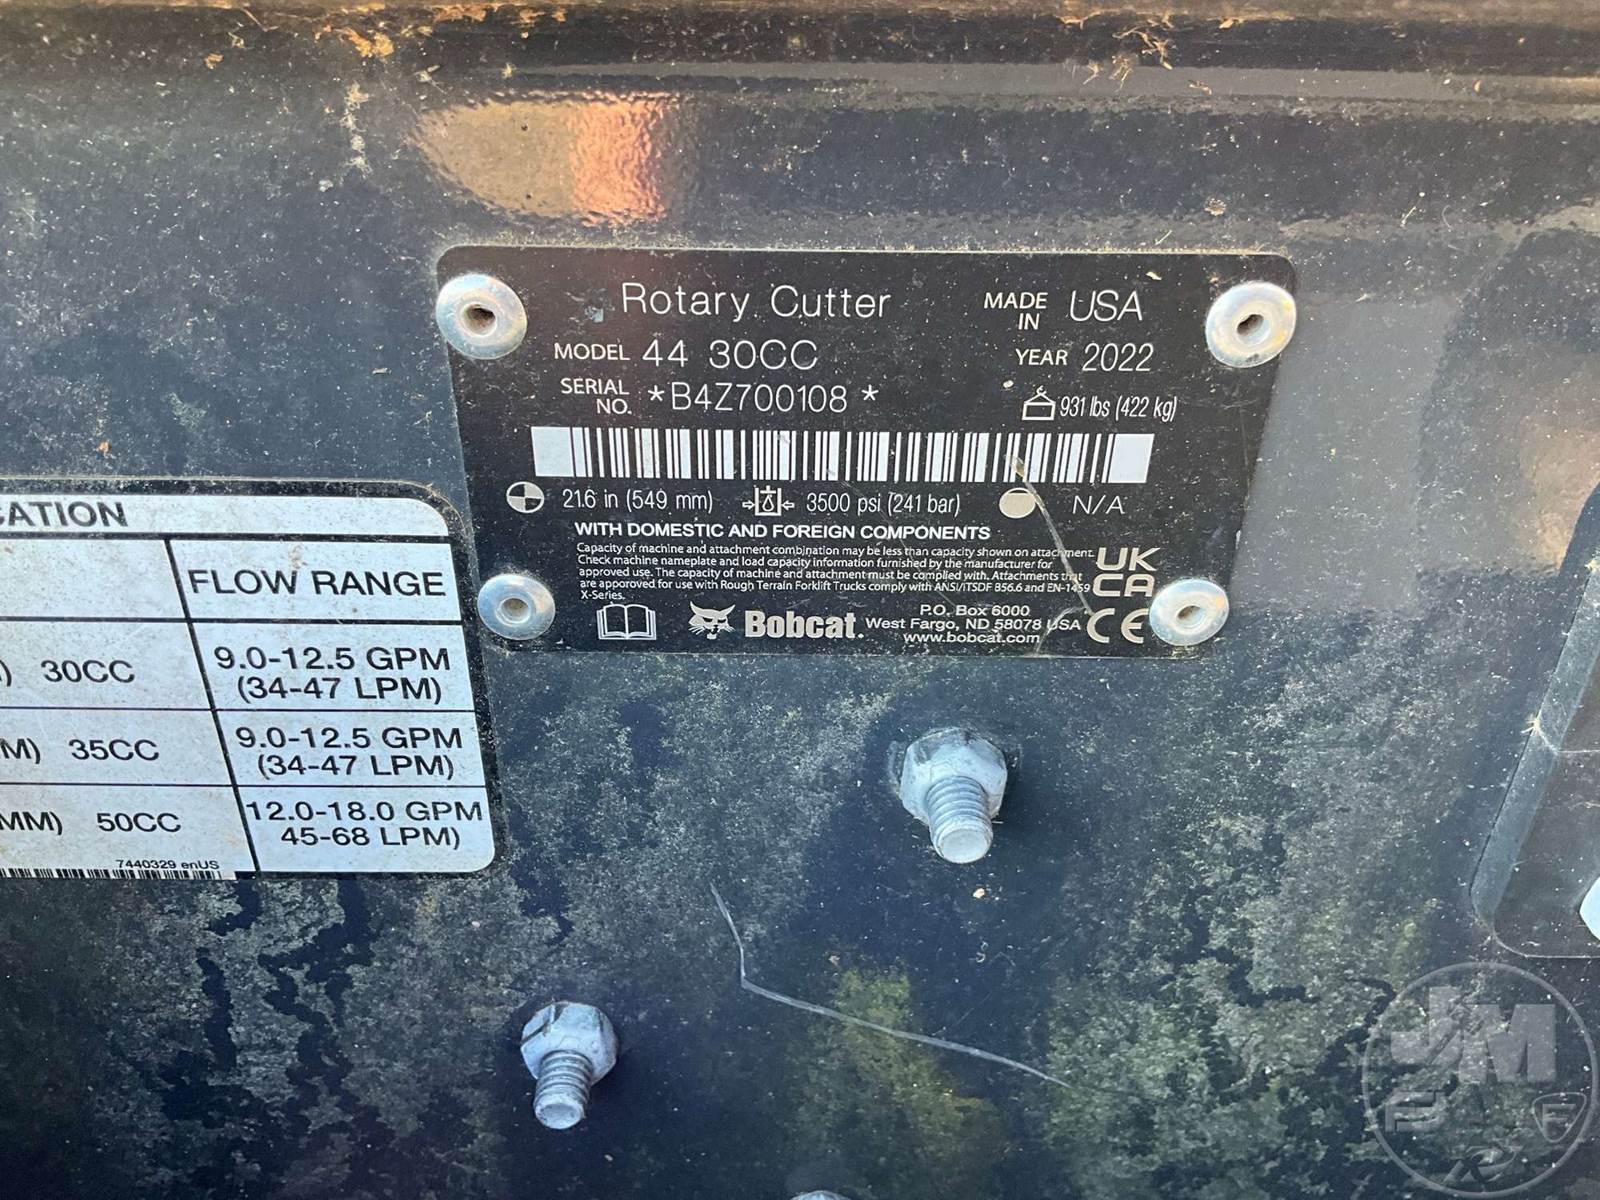 Rotary Cutter
MADE IN USA
MODEL 44 30CC
YEAR 2022
SERIAL NO. *B4Z700108 *
931 lbs (422 kg)
21.6 in (549 mm)
3500 psi (241 bar)
N/A
WITH DOMESTIC AND FOREIGN COMPONENTS
Capacity of machine and attachment combination may be less than capacity shown on attachment.
Check machine nameplate and load capacity information furnished by the manufacturer for
approved use. The capacity of machine and attachment must be complied with. Attachments that
are apporoved for use with Rough Terrain Forklift Trucks comply with ANSI/ITSDF B56.6 and EN-1459
X-Series.
UK
CA
Bobcat.
P.O. Box 6000
West Fargo, ND 58078 USA
www.bobcat.com
CE
CATION
FLOW RANGE
) 30CC
9.0-12.5 GPM
(34-47 LPM)
M) 35CC
9.0-12.5 GPM
(34-47 LPM)
MM) 50CC
12.0-18.0 GPM
45-68 LPM)
7440329 enUS
JM